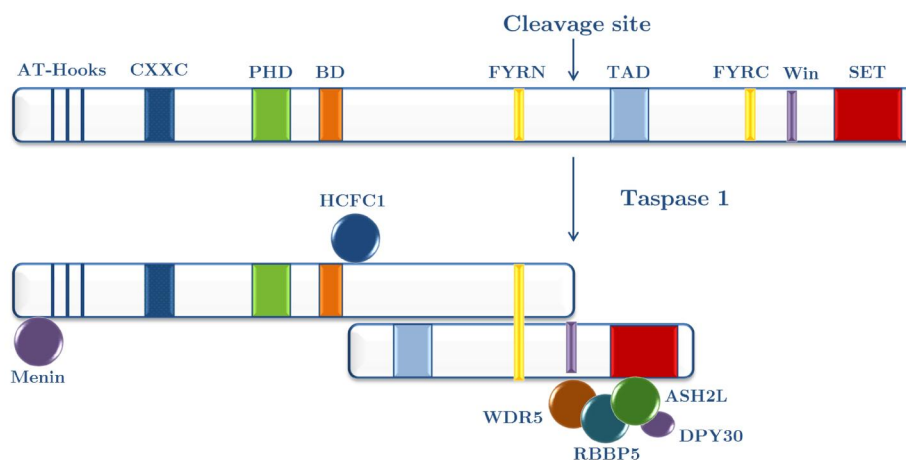 Cleavage site
AT-Hooks CXXC PHD BD FYRN TAD FYRC Win SET
Taspase 1
HCFC1
Menin
WDR5
ASH2L
DPY30
RBBP5